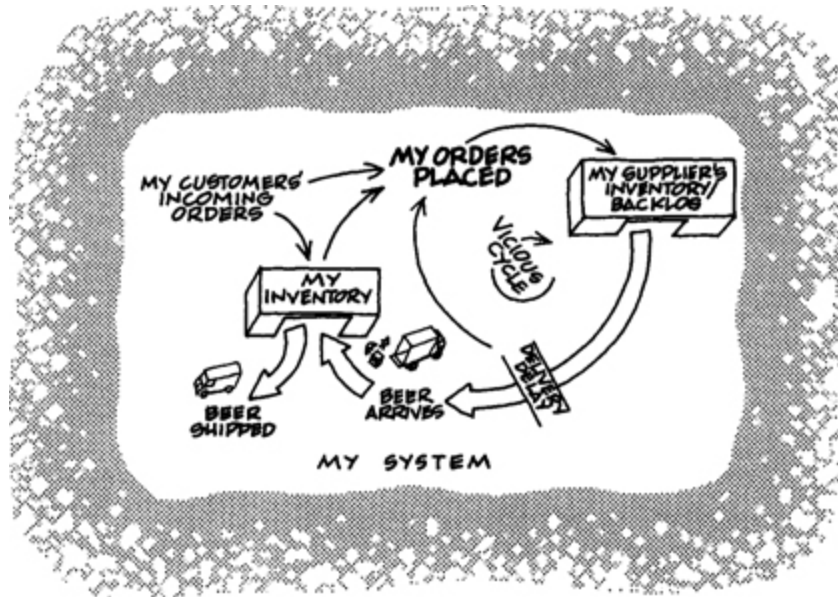 MY ORDERS
PLACED
MY SUPPLIER'S
INVENTORY/
BACKLOG
MY CUSTOMERS'
INCOMING
ORDERS
VICIOUS
CYCLE
MY
INVENTORY
DELIVERY
DELAY
BEER
ARRIVES
BEER
SHIPPED
MY SYSTEM